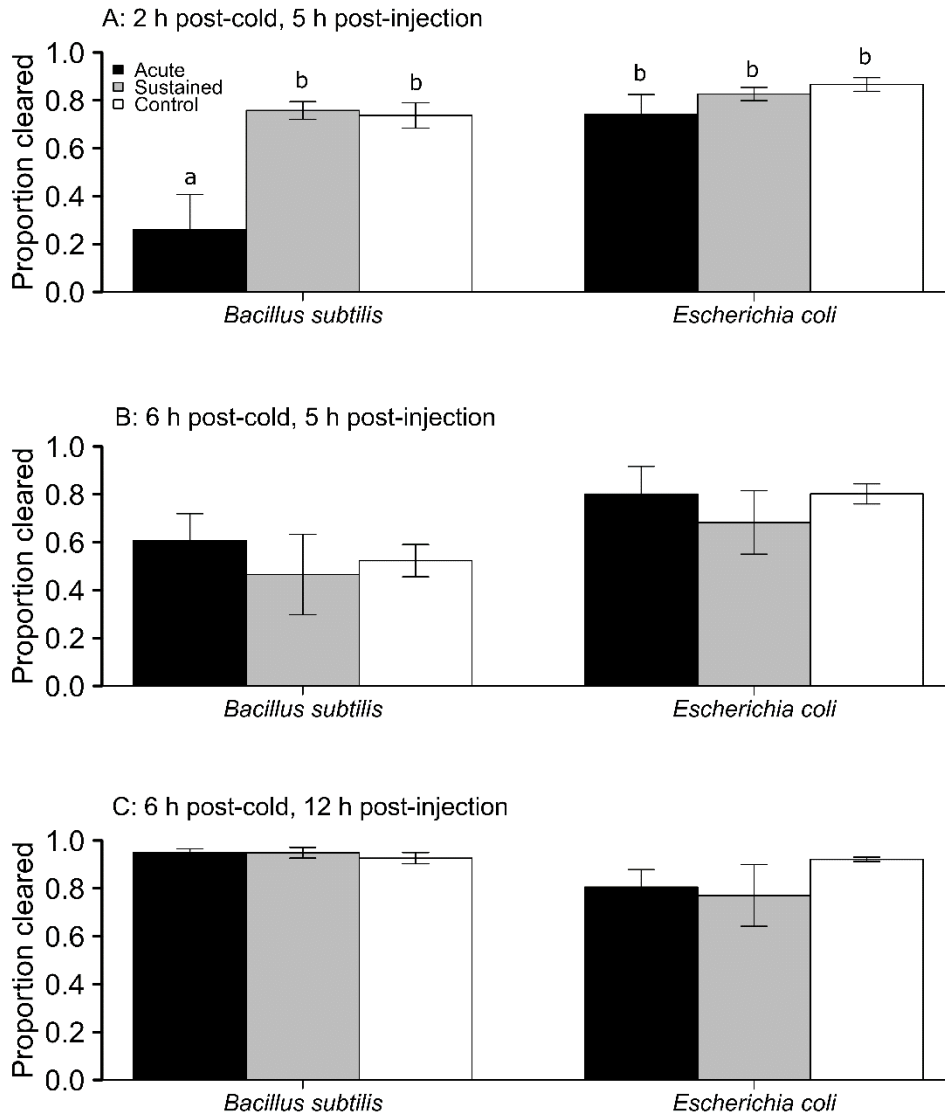 A: 2 h post-cold, 5 h post-injection
Proportion cleared
1.0
0.8
0.6
0.4
0.2
0.0
Acute
Sustained
Control
a
b
b
b
b
b
Bacillus subtilis
Escherichia coli
B: 6 h post-cold, 5 h post-injection
Proportion cleared
1.0
0.8
0.6
0.4
0.2
0.0
Bacillus subtilis
Escherichia coli
C: 6 h post-cold, 12 h post-injection
Proportion cleared
1.0
0.8
0.6
0.4
0.2
0.0
Bacillus subtilis
Escherichia coli